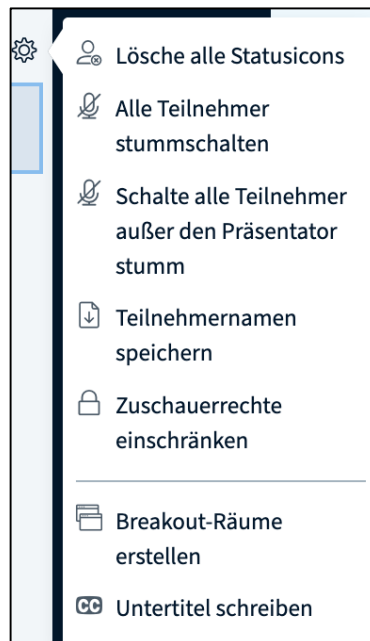 Lösche alle Statusicons
Alle Teilnehmer
stummschalten
Schalte alle Teilnehmer
außer den Präsentator
stumm
Teilnehmernamen
speichern
Zuschauerrechte
einschränken
Breakout-Räume
erstellen
CC Untertitel schreiben